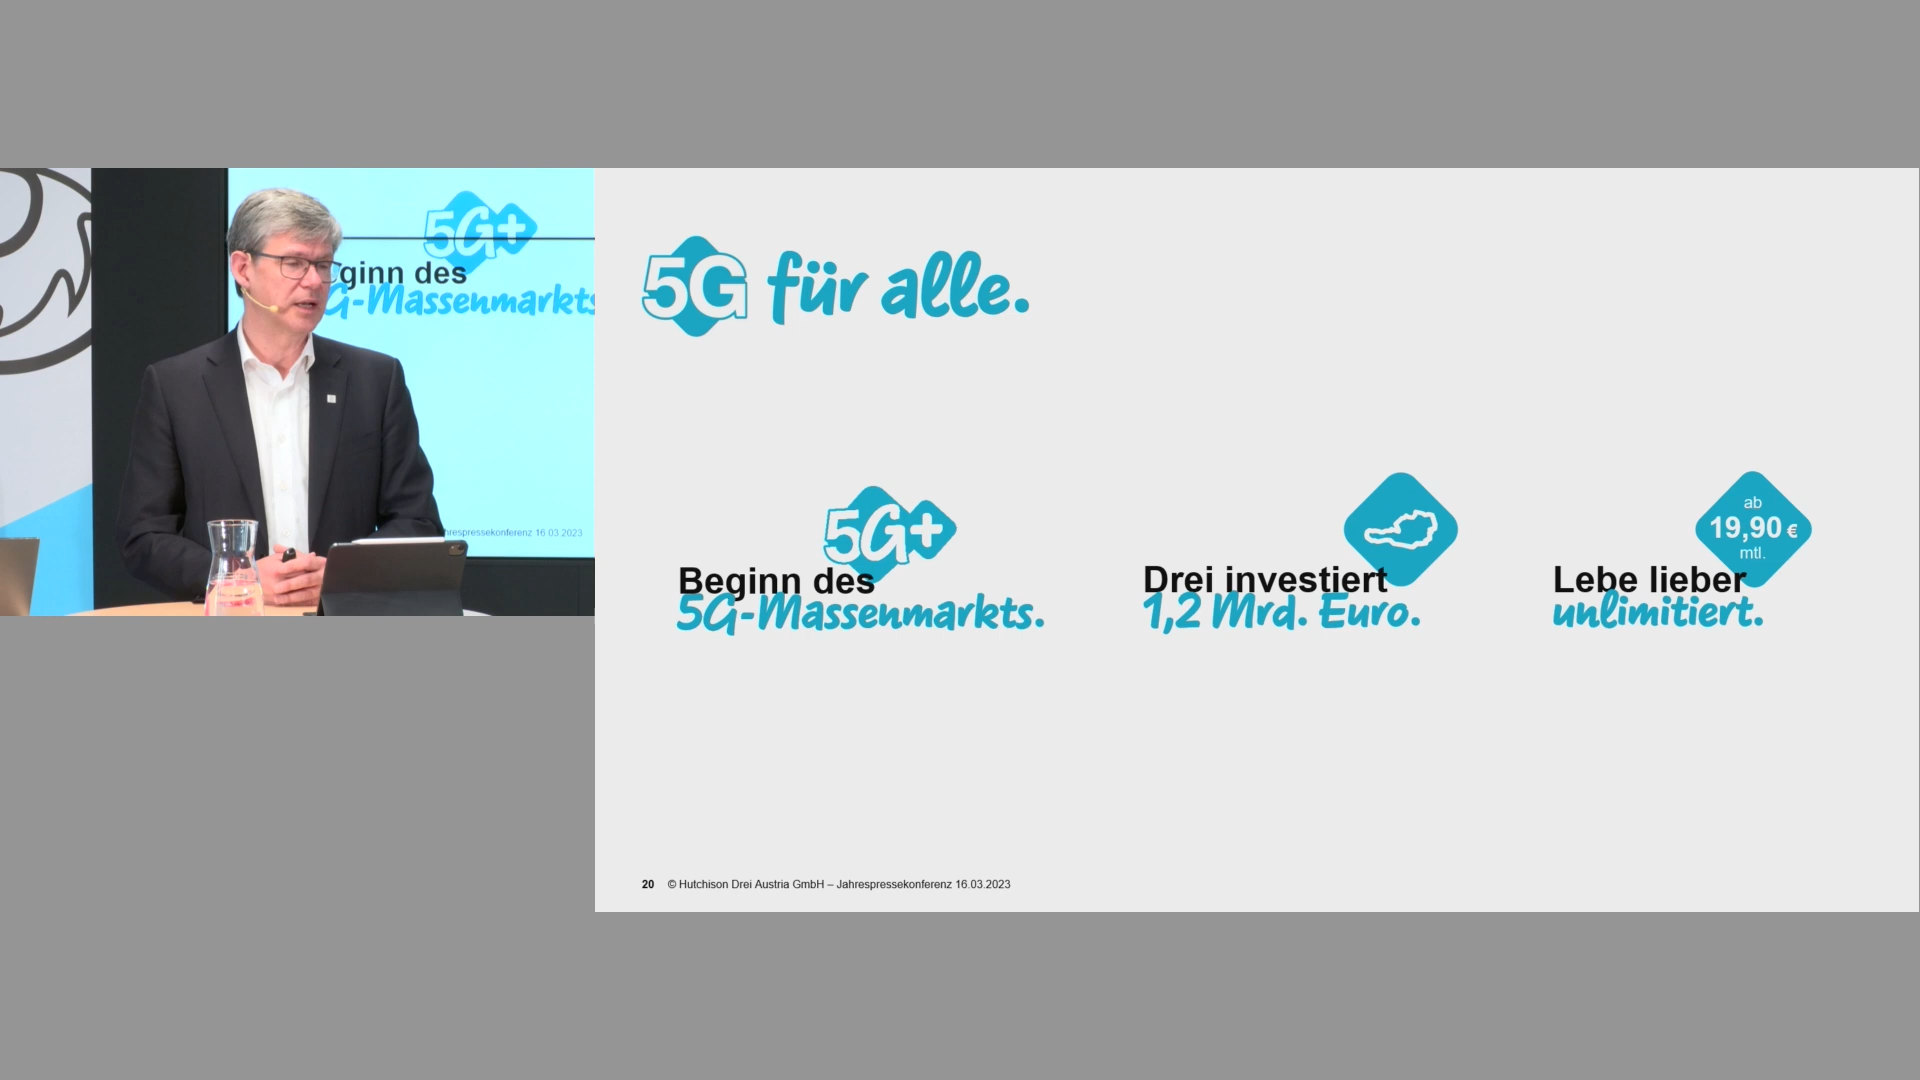 5G+
ginn des
G-Massenmarkts
hrespressekonferenz 16.03.2023
5G für alle.
5G+
Beginn des
5G-Massenmarkts.
Drei investiert
1,2 Mrd. Euro.
ab
19,90 €
mtl.
Lebe lieber
unlimitiert.
20 © Hutchison Drei Austria GmbH – Jahrespressekonferenz 16.03.2023